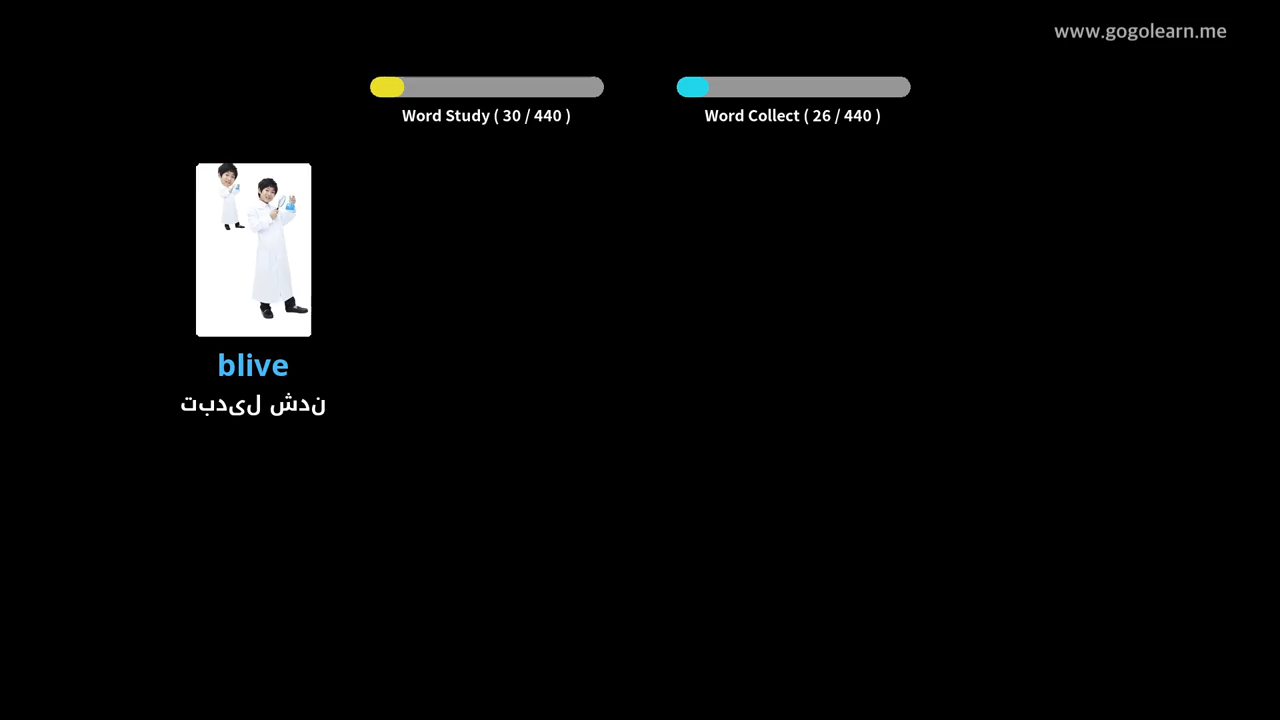 www.gogolearn.me
Word Study ( 30 / 440 )
Word Collect ( 26 / 440 )
blive
ندش لیدبت